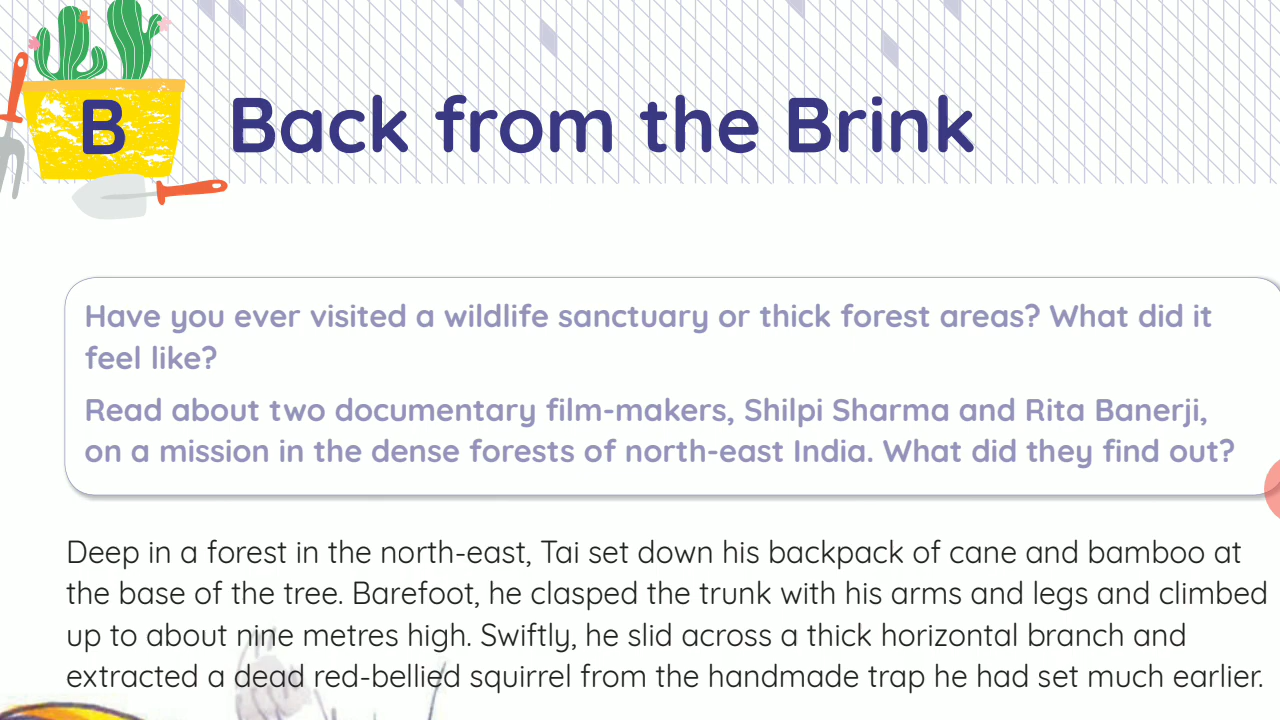 B Back from the Brink
Have you ever visited a wildlife sanctuary or thick forest areas? What did it
feel like?
Read about two documentary film-makers, Shilpi Sharma and Rita Banerji,
on a mission in the dense forests of north-east India. What did they find out?
Deep in a forest in the north-east, Tai set down his backpack of cane and bamboo at
the base of the tree. Barefoot, he clasped the trunk with his arms and legs and climbed
up to about nine metres high. Swiftly, he slid across a thick horizontal branch and
extracted a dead red-bellied squirrel from the handmade trap he had set much earlier.